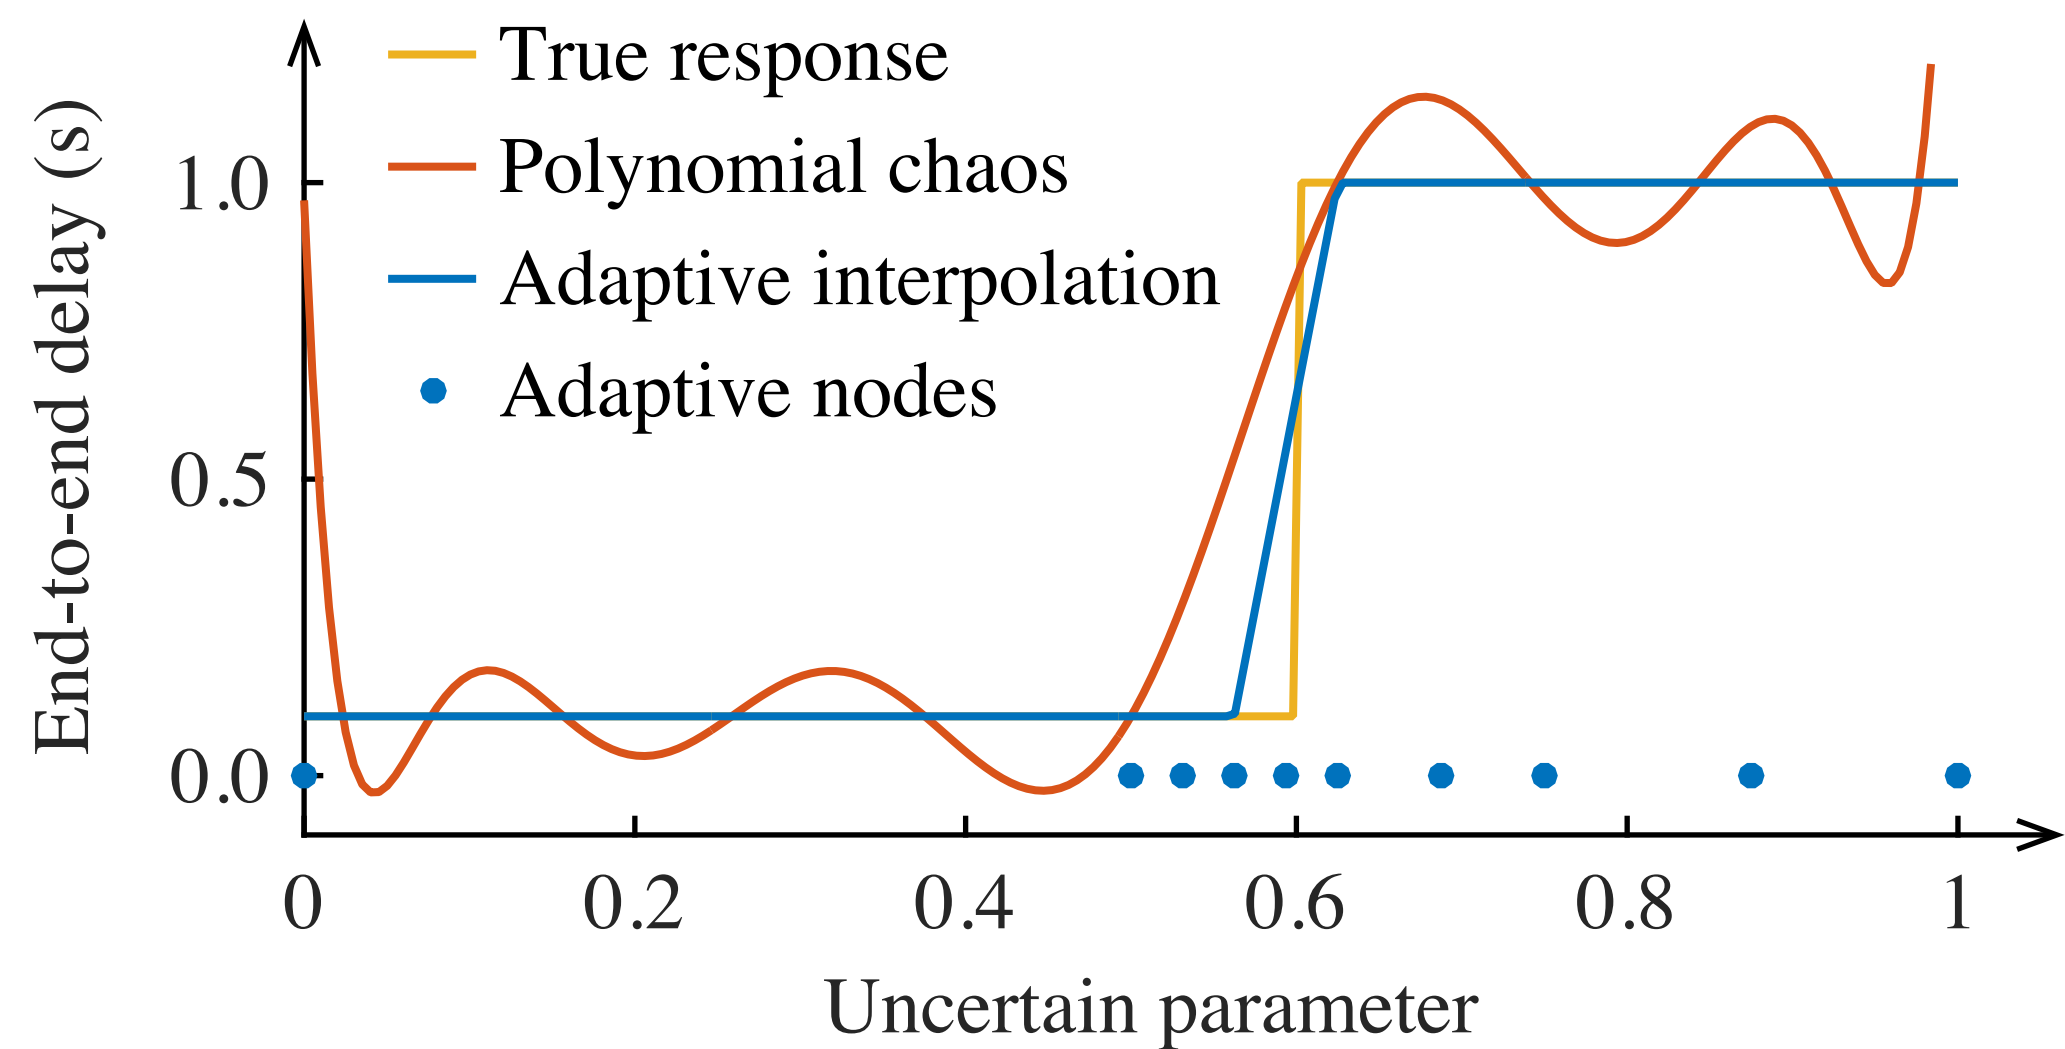 True response
Polynomial chaos
Adaptive interpolation
Adaptive nodes
End-to-end delay (s)
1.0
0.5
0.0
0 0.2 0.4 0.6 0.8 1
Uncertain parameter